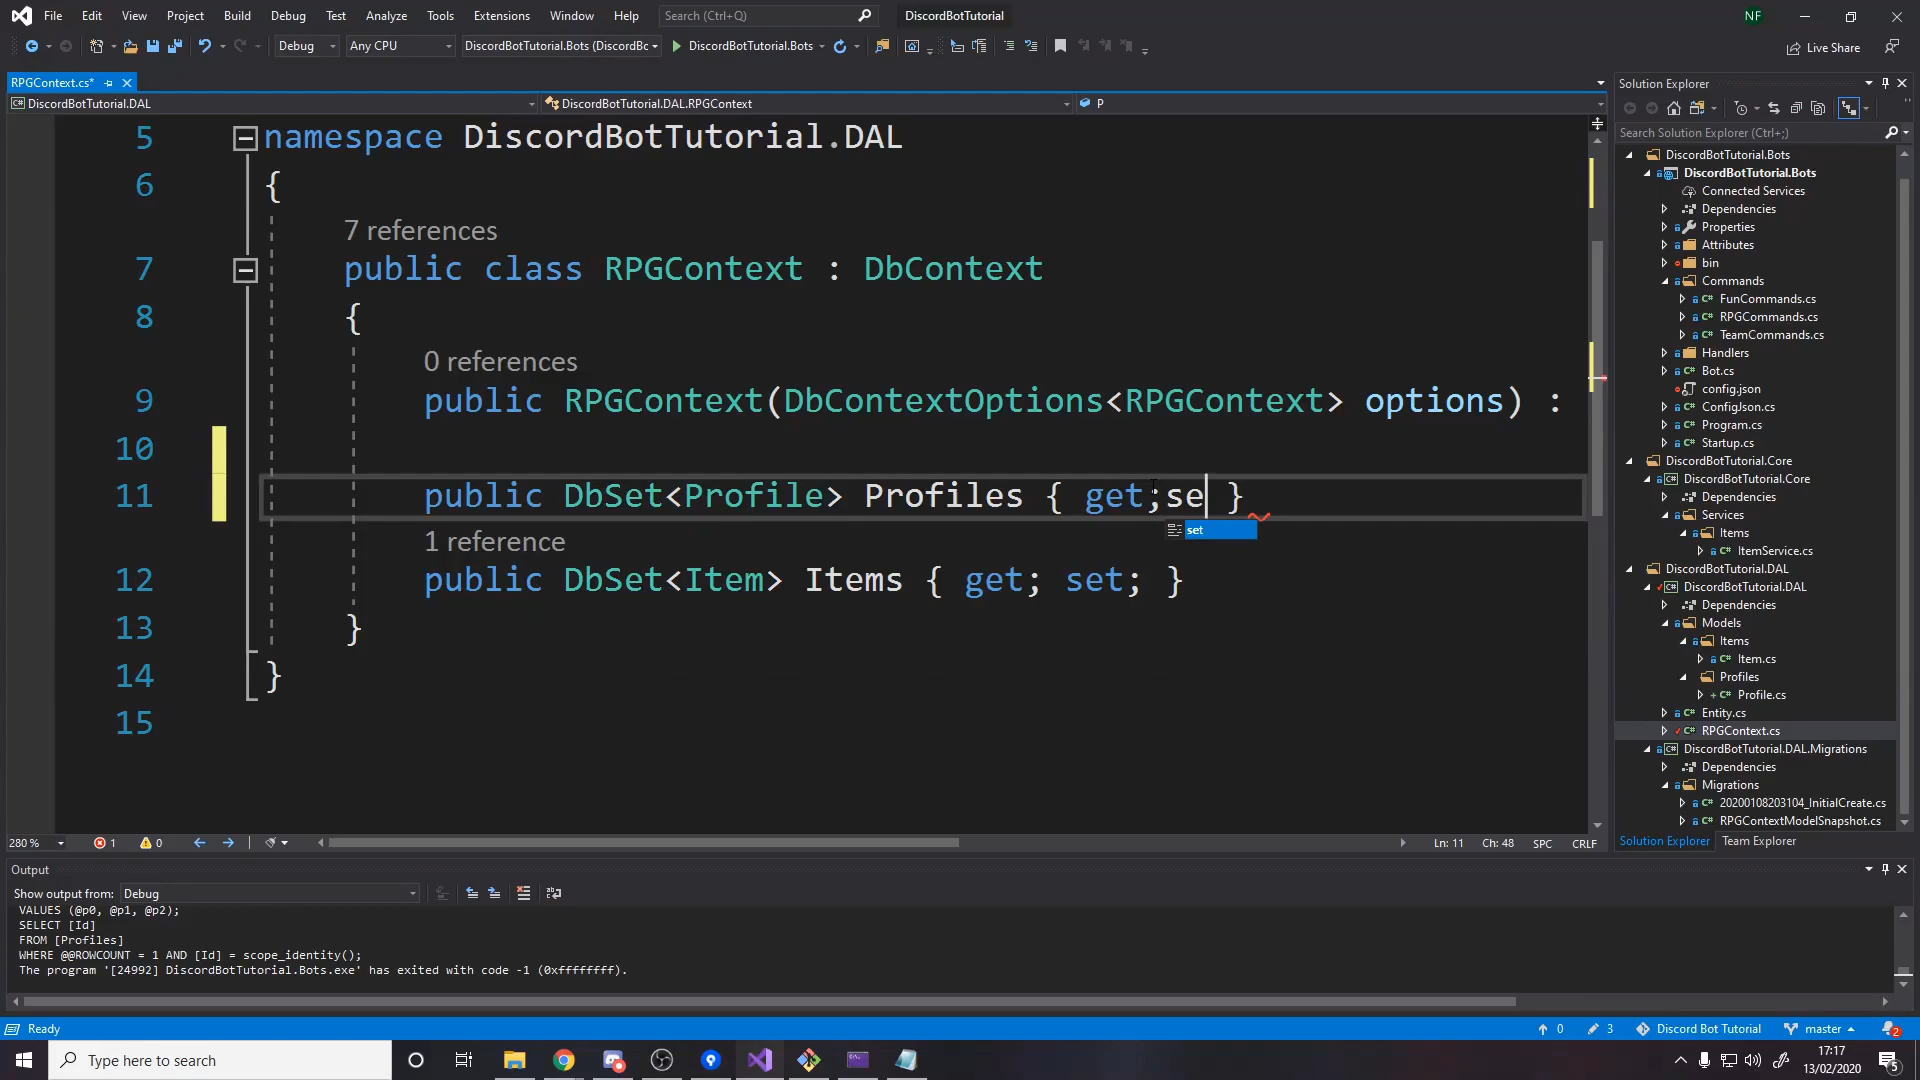 File Edit View Project Build Debug Test Analyze Tools Extensions Window Help Search (Ctrl+Q) DiscordBotTutorial NF
Debug Any CPU DiscordBotTutorial.Bots (DiscordBc DiscordBotTutorial.Bots Live Share
RPGContext.cs*
DiscordBotTutorial.DAL DiscordBotTutorial.DAL.RPGContext P
5 namespace DiscordBotTutorial.DAL
6 {
7 references
7 public class RPGContext : DbContext
8 {
0 references
9 public RPGContext(DbContextOptions<RPGContext> options) :
10
11 public DbSet<Profile> Profiles { get;se }
set
1 reference
12 public DbSet<Item> Items { get; set; }
13 }
14 }
15
280 % 1 0 Ln: 11 Ch: 48 SPC CRLF
Output
Show output from: Debug
VALUES (@p0, @p1, @p2);
SELECT [Id]
FROM [Profiles]
WHERE @@ROWCOUNT = 1 AND [Id] = scope_identity();
The program '[24992] DiscordBotTutorial.Bots.exe' has exited with code -1 (0xffffffff).
Solution Explorer
Search Solution Explorer (Ctrl+;)
DiscordBotTutorial.Bots
DiscordBotTutorial.Bots
Connected Services
Dependencies
Properties
Attributes
bin
Commands
FunCommands.cs
RPGCommands.cs
TeamCommands.cs
Handlers
Bot.cs
config.json
ConfigJson.cs
Program.cs
Startup.cs
DiscordBotTutorial.Core
DiscordBotTutorial.Core
Dependencies
Services
Items
ItemService.cs
DiscordBotTutorial.DAL
DiscordBotTutorial.DAL
Dependencies
Models
Items
Item.cs
Profiles
Profile.cs
Entity.cs
RPGContext.cs
DiscordBotTutorial.DAL.Migrations
Dependencies
Migrations
20200108203104_InitialCreate.cs
RPGContextModelSnapshot.cs
Solution Explorer Team Explorer
Ready 0 3 Discord Bot Tutorial master 2
Type here to search 17:17
13/02/2020 5